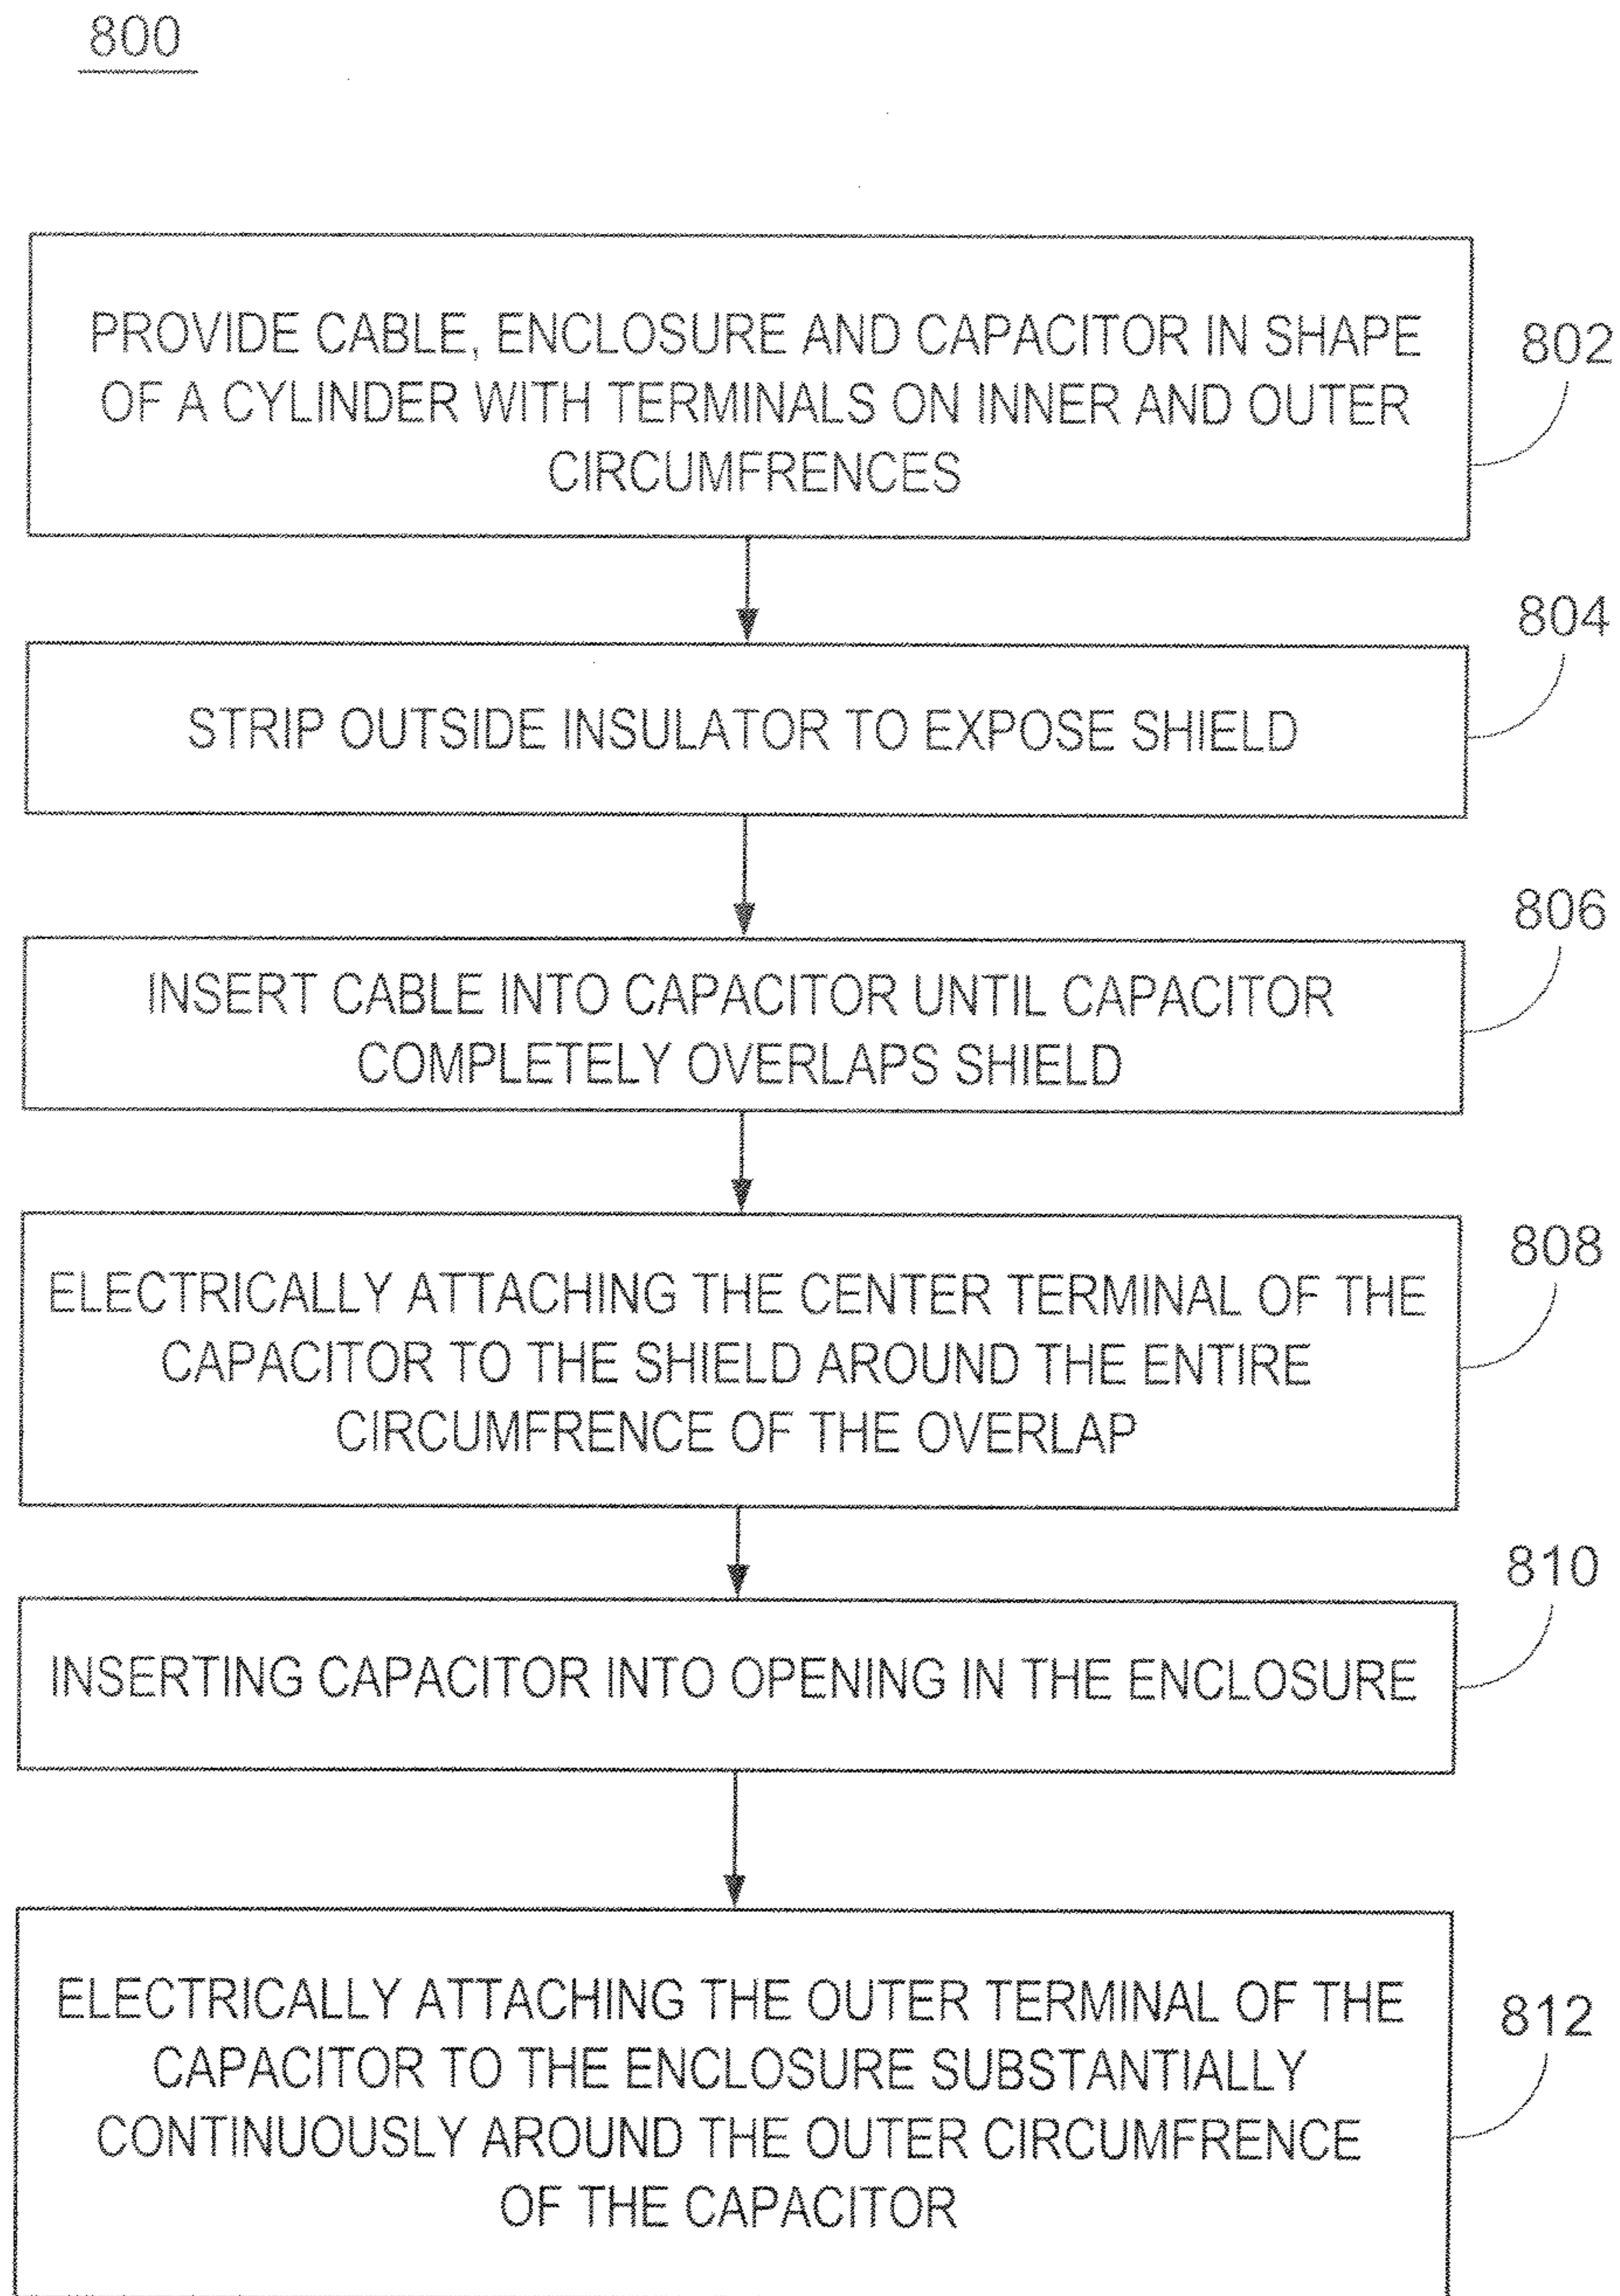 800
PROVIDE CABLE, ENCLOSURE AND CAPACITOR IN SHAPE
OF A CYLINDER WITH TERMINALS ON INNER AND OUTER
CIRCUMFRENCES
802
STRIP OUTSIDE INSULATOR TO EXPOSE SHIELD
804
INSERT CABLE INTO CAPACITOR UNTIL CAPACITOR
COMPLETELY OVERLAPS SHIELD
806
ELECTRICALLY ATTACHING THE CENTER TERMINAL OF THE
CAPACITOR TO THE SHIELD AROUND THE ENTIRE
CIRCUMFRENCE OF THE OVERLAP
808
INSERTING CAPACITOR INTO OPENING IN THE ENCLOSURE
810
ELECTRICALLY ATTACHING THE OUTER TERMINAL OF THE
CAPACITOR TO THE ENCLOSURE SUBSTANTIALLY
CONTINUOUSLY AROUND THE OUTER CIRCUMFRENCE
OF THE CAPACITOR
812